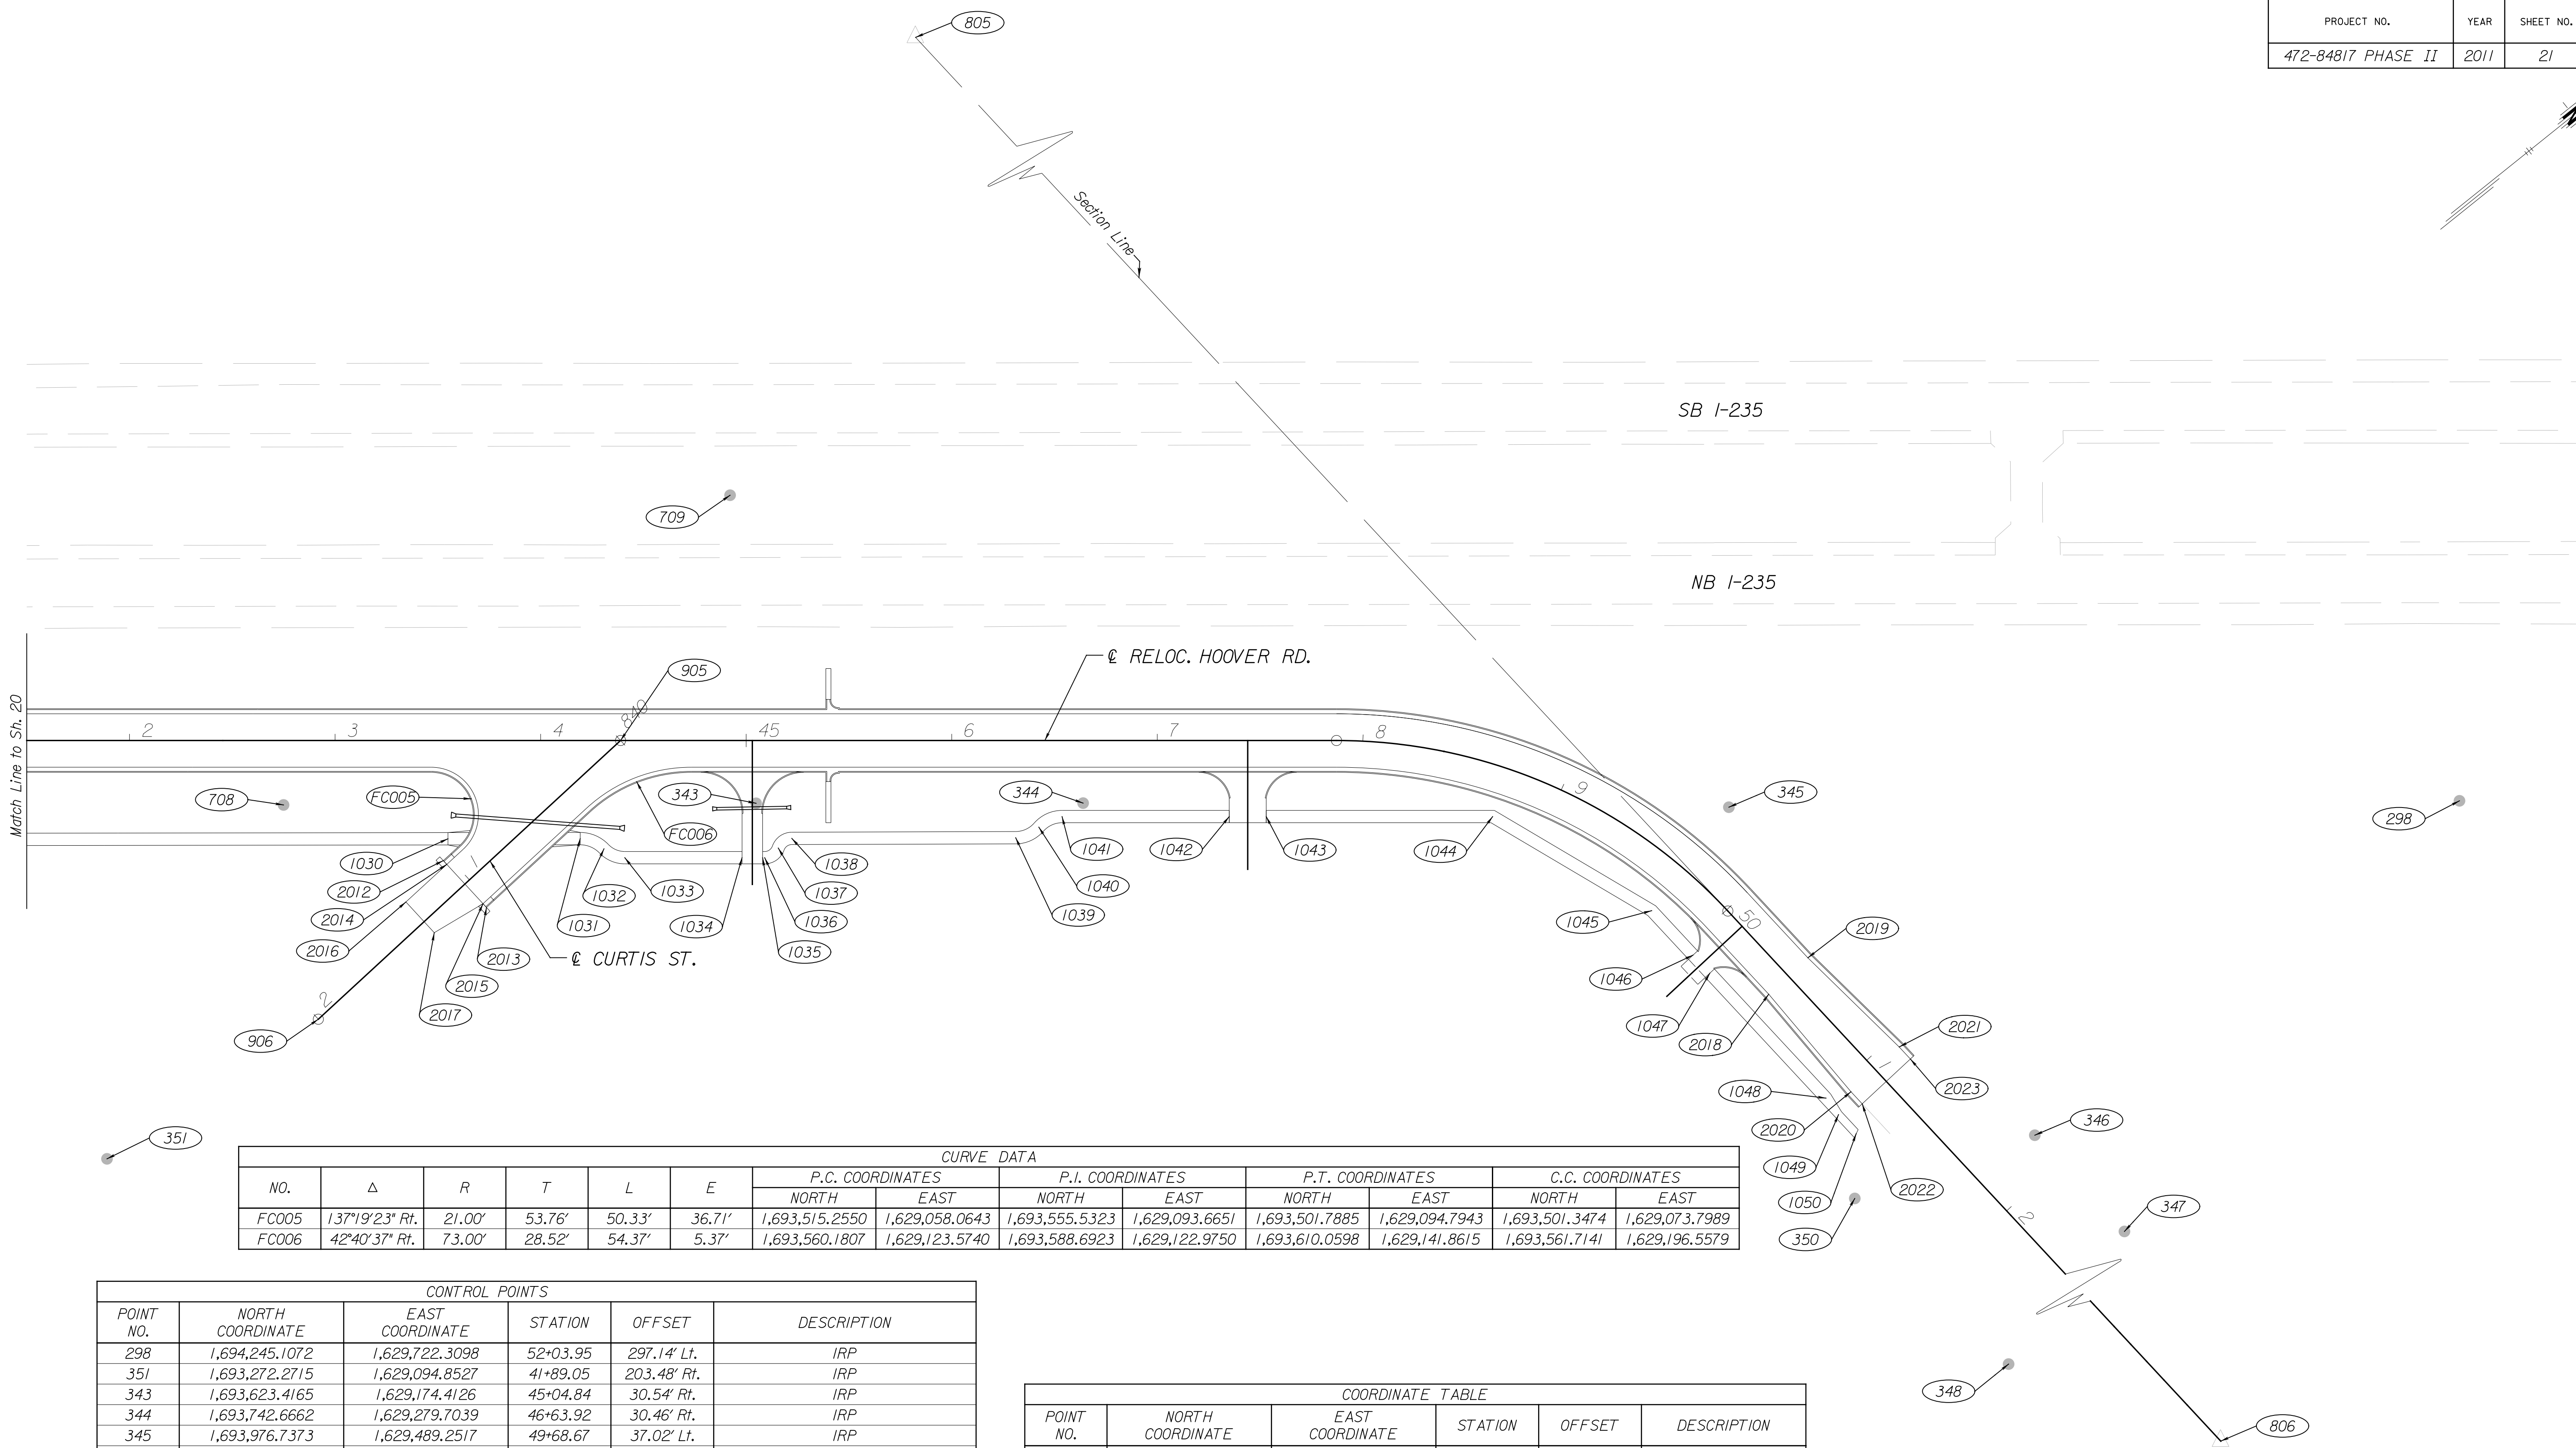 PROJECT NO. YEAR SHEET NO.
472-84817 PHASE II 2011 21
805
Section Line
SB I-235
709
NB I-235
Match Line to Sh. 20
905
℄ RELOC. HOOVER RD.
840
2 3 4 45 6 7 8 9 50 1 2
708
FC005
343
344
345
298
FC006
1030
2012
2014
2016
1031
1032
1033
1034
1035
1036
1037
1038
1039
1040
1041
1042
1043
1044
1045
1046
1047
2018
2019
2013
2015
2017
℄ CURTIS ST.
1
2
906
2021
2023
1048
2020
1049
1050
2022
346
347
350
351
348
806
CURVE DATA
NO. Δ R T L E P.C. COORDINATES P.I. COORDINATES P.T. COORDINATES C.C. COORDINATES
NORTH EAST NORTH EAST NORTH EAST NORTH EAST
FC005 137°19'23" Rt. 21.00' 53.76' 50.33' 36.71' 1,693,515.2550 1,629,058.0643 1,693,555.5323 1,629,093.6651 1,693,501.7885 1,629,094.7943 1,693,501.3474 1,629,073.7989
FC006 42°40'37" Rt. 73.00' 28.52' 54.37' 5.37' 1,693,560.1807 1,629,123.5740 1,693,588.6923 1,629,122.9750 1,693,610.0598 1,629,141.8615 1,693,561.7141 1,629,196.5579
CONTROL POINTS
POINT NO. NORTH COORDINATE EAST COORDINATE STATION OFFSET DESCRIPTION
298 1,694,245.1072 1,629,722.3098 52+03.95 297.14' Lt. IRP
351 1,693,272.2715 1,629,094.8527 41+89.05 203.48' Rt. IRP
343 1,693,623.4165 1,629,174.4126 45+04.84 30.54' Rt. IRP
344 1,693,742.6662 1,629,279.7039 46+63.92 30.46' Rt. IRP
345 1,693,976.7373 1,629,489.2517 49+68.67 37.02' Lt. IRP
COORDINATE TABLE
POINT NO. NORTH COORDINATE EAST COORDINATE STATION OFFSET DESCRIPTION